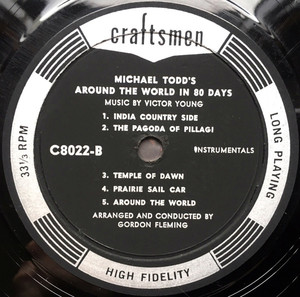 craftsmen
MICHAEL TODD'S
AROUND THE WORLD IN 80 DAYS
MUSIC BY VICTOR YOUNG
1. INDIA COUNTRY SIDE
2. THE PAGODA OF PILLAGI
C8022-B
INSTRUMENTALS
3. TEMPLE OF DAWN
4. PRAIRIE SAIL CAR
5. AROUND THE WORLD
ARRANGED AND CONDUCTED BY
GORDON FLEMING
33⅓ RPM
LONG PLAYING
HIGH FIDELITY